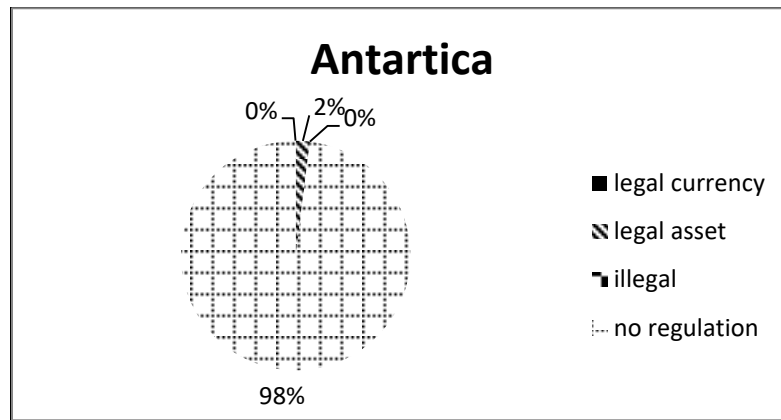 Antartica
0%
2%
0%
98%
legal currency
legal asset
illegal
no regulation